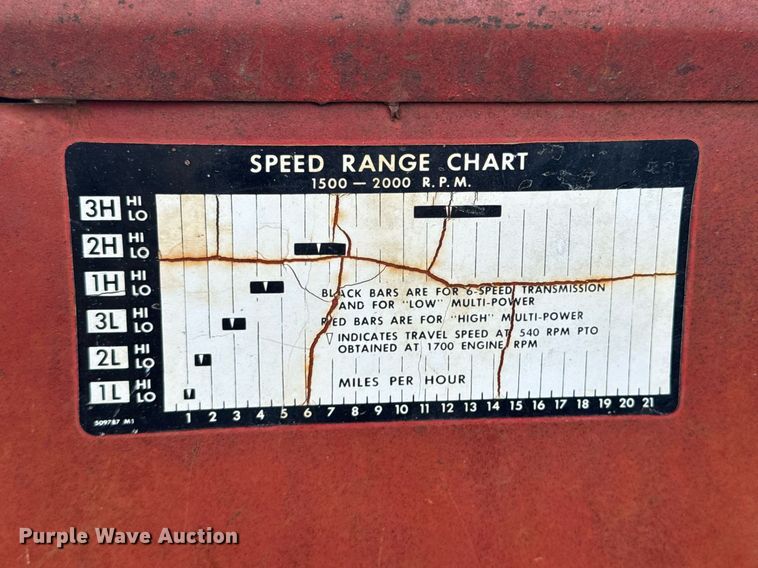 SPEED RANGE CHART
1500 — 2000 R.P.M.
3H HI LO
2H HI LO
1H HI LO
3L HI LO
2L HI LO
1L HI LO
BLACK BARS ARE FOR 6-SPEED TRANSMISSION
AND FOR "LOW" MULTI-POWER
RED BARS ARE FOR "HIGH" MULTI-POWER
▽ INDICATES TRAVEL SPEED AT 540 RPM PTO
OBTAINED AT 1700 ENGINE RPM
MILES PER HOUR
1 2 3 4 5 6 7 8 9 10 11 12 13 14 15 16 17 18 19 20 21
509787 M1
Purple Wave Auction